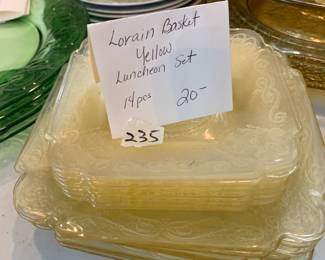 Lorain Basket
Yellow
Luncheon Set
14 pcs 20-
235